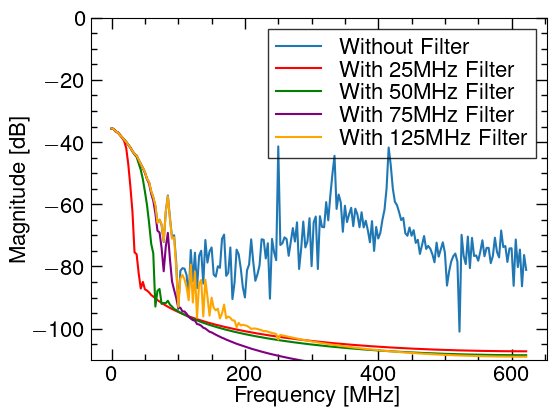 0
−20
−40
−60
−80
−100
Magnitude [dB]
Without Filter
With 25MHz Filter
With 50MHz Filter
With 75MHz Filter
With 125MHz Filter
0
200
400
600
Frequency [MHz]